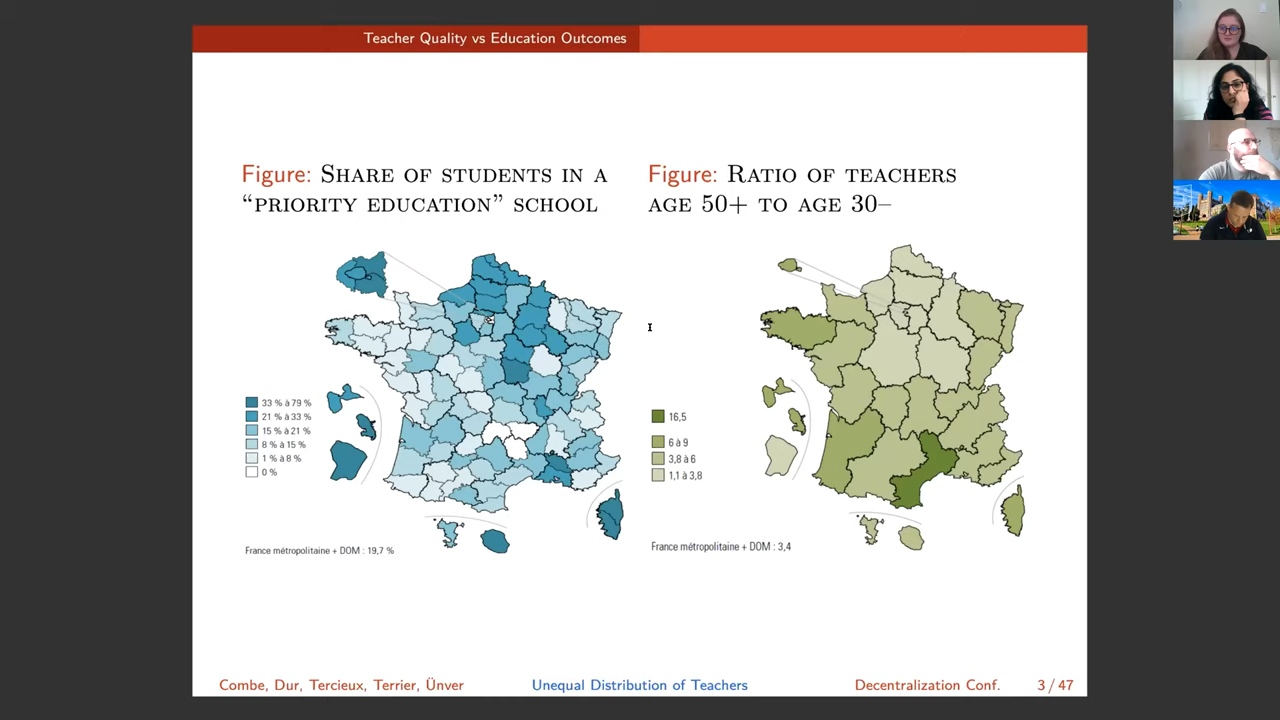 Teacher Quality vs Education Outcomes
Figure: SHARE OF STUDENTS IN A
“PRIORITY EDUCATION” SCHOOL
33 % à 79 %
21 % à 33 %
15 % à 21 %
8 % à 15 %
1 % à 8 %
0 %
France métropolitaine + DOM : 19,7 %
Figure: RATIO OF TEACHERS
AGE 50+ TO AGE 30–
16,5
6 à 9
3,8 à 6
1,1 à 3,8
France métropolitaine + DOM : 3,4
Combe, Dur, Tercieux, Terrier, Ünver
Unequal Distribution of Teachers
Decentralization Conf.
3 / 47